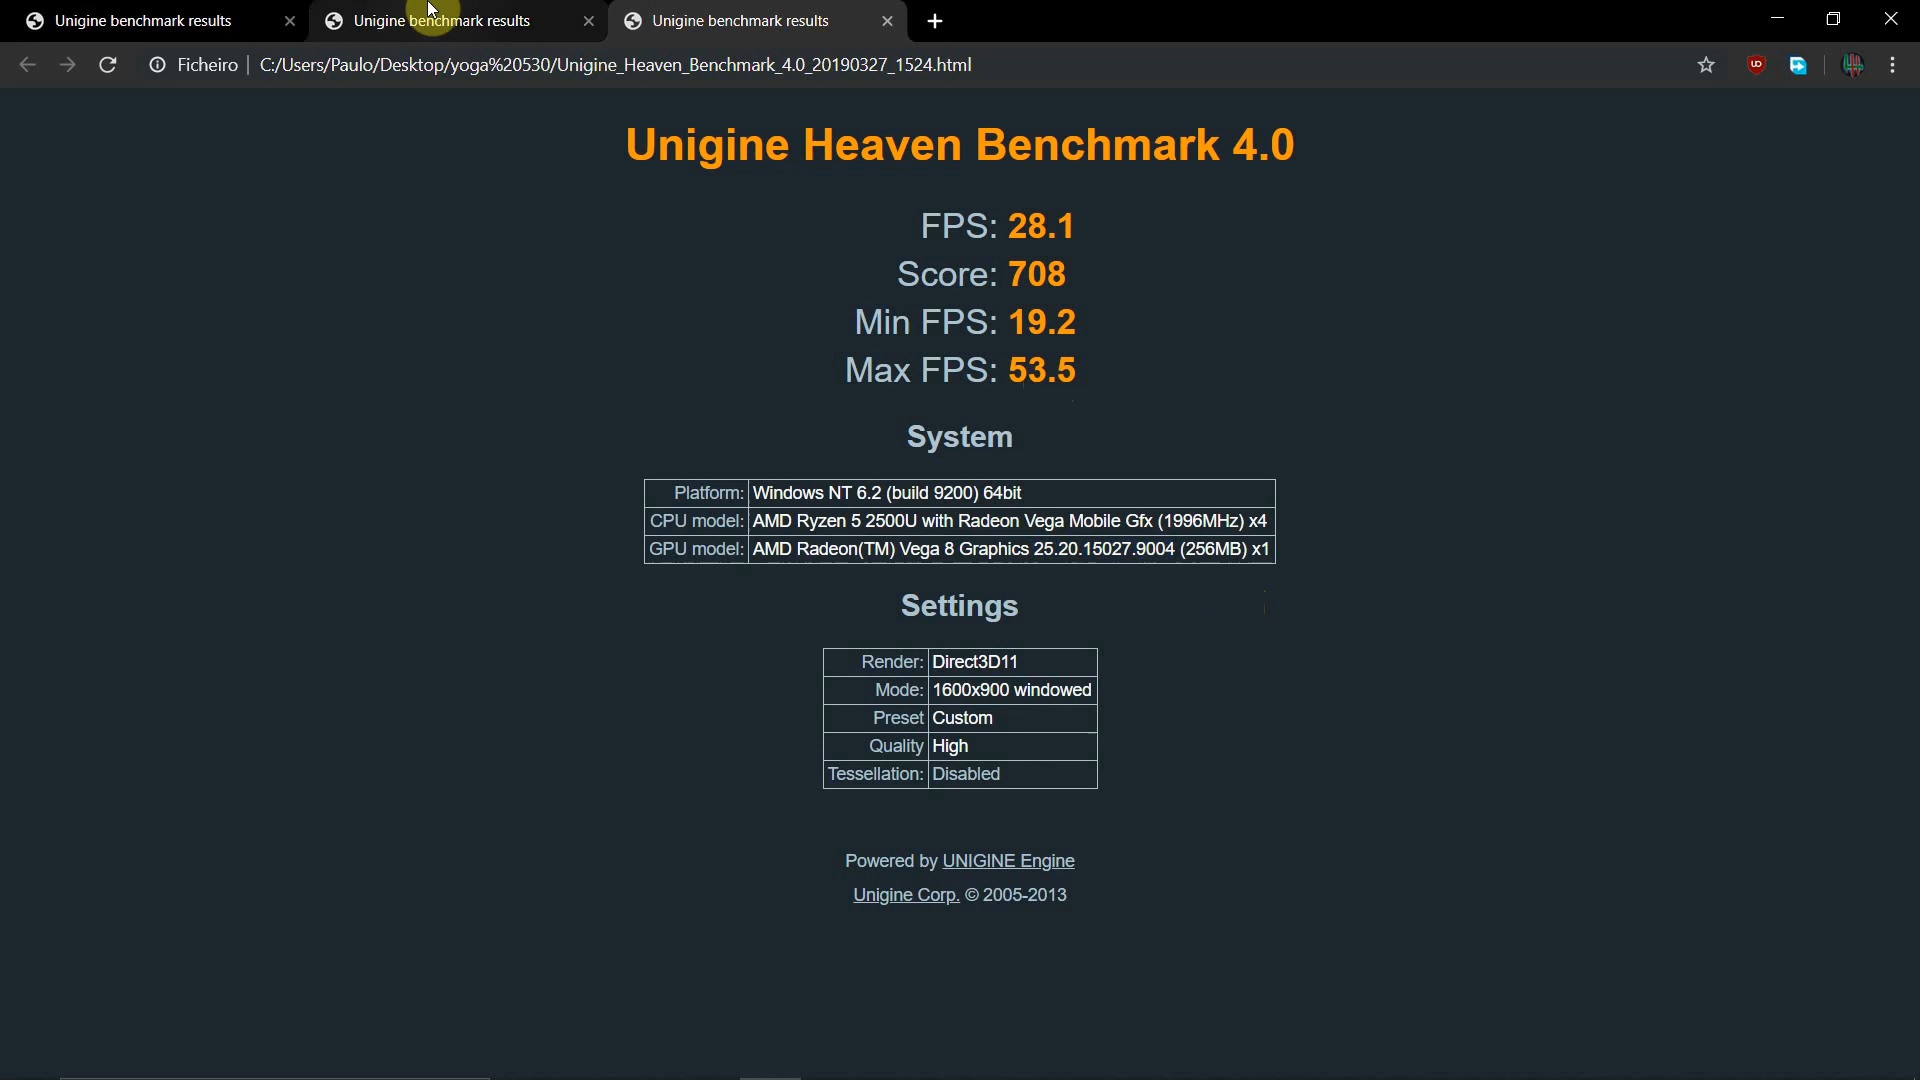 Unigine benchmark results
Unigine benchmark results
Unigine benchmark results
Ficheiro | C:/Users/Paulo/Desktop/yoga%20530/Unigine_Heaven_Benchmark_4.0_20190327_1524.html
Unigine Heaven Benchmark 4.0
FPS: 28.1
Score: 708
Min FPS: 19.2
Max FPS: 53.5
System
Platform: Windows NT 6.2 (build 9200) 64bit
CPU model: AMD Ryzen 5 2500U with Radeon Vega Mobile Gfx (1996MHz) x4
GPU model: AMD Radeon(TM) Vega 8 Graphics 25.20.15027.9004 (256MB) x1
Settings
Render: Direct3D11
Mode: 1600x900 windowed
Preset Custom
Quality High
Tessellation: Disabled
Powered by UNIGINE Engine
Unigine Corp. © 2005-2013